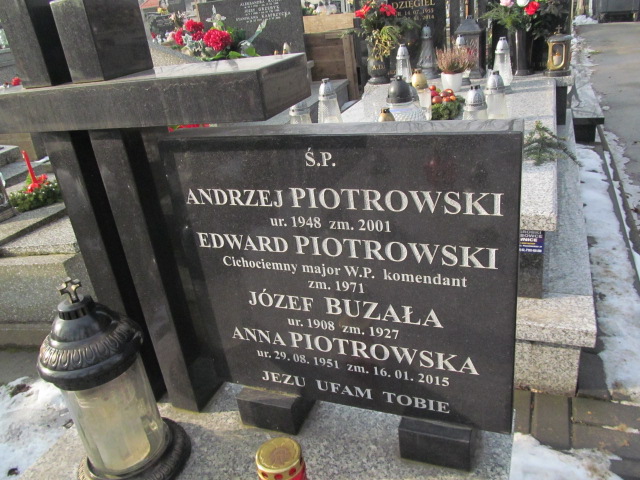 Ś.P.
ANDRZEJ PIOTROWSKI
ur. 1948 zm. 2001
EDWARD PIOTROWSKI
Cichociemny major W.P. komendant
zm. 1971
JÓZEF BUZAŁA
ur. 1908 zm. 1927
ANNA PIOTROWSKA
ur. 29.08.1951 zm. 16.01.2015
JEZU UFAM TOBIE